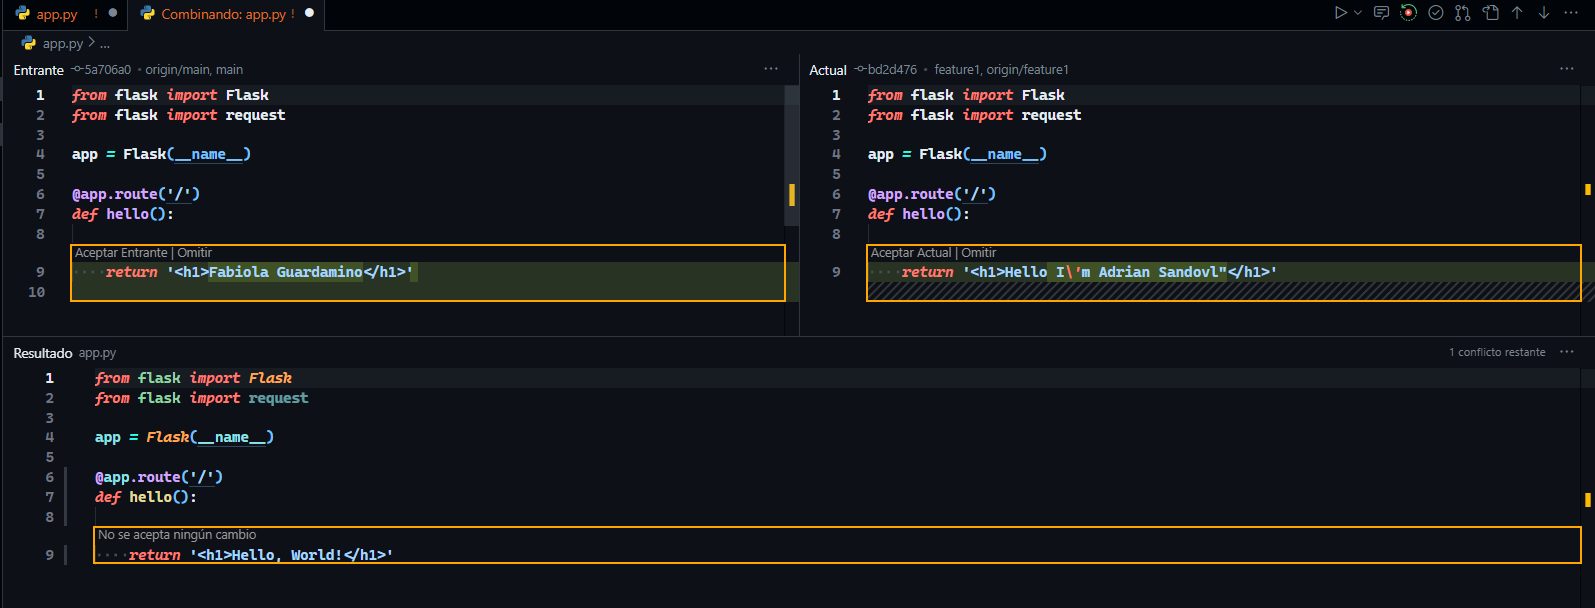 app.py !
Combinando: app.py !
app.py > ...
Entrante 5a706a0 • origin/main, main
1 from flask import Flask
2 from flask import request
3
4 app = Flask(__name__)
5
6 @app.route('/')
7 def hello():
8
Aceptar Entrante | Omitir
9 ····return '<h1>Fabiola Guardamino</h1>'
10
Actual bd2d476 • feature1, origin/feature1
1 from flask import Flask
2 from flask import request
3
4 app = Flask(__name__)
5
6 @app.route('/')
7 def hello():
8
Aceptar Actual | Omitir
9 ····return '<h1>Hello I\'m Adrian Sandovl"</h1>'
Resultado app.py
1 conflicto restante
1 from flask import Flask
2 from flask import request
3
4 app = Flask(__name__)
5
6 @app.route('/')
7 def hello():
8
No se acepta ningún cambio
9 ····return '<h1>Hello, World!</h1>'